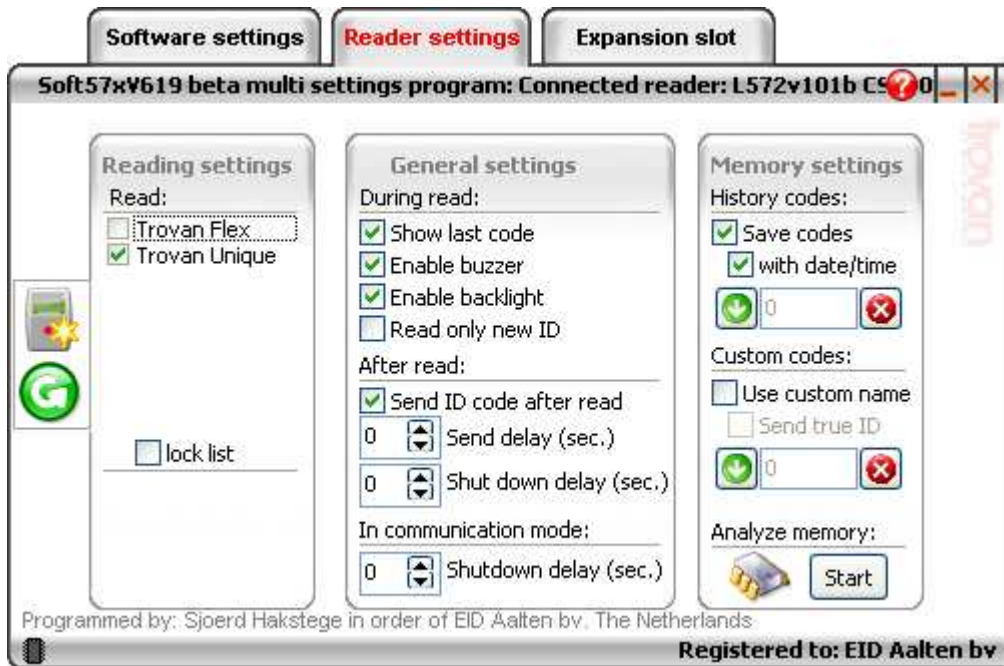 Software settings
Reader settings
Expansion slot
Soft57xV619 beta multi settings program: Connected reader: L572v101b
Reading settings
Read:
Trovan Flex
Trovan Unique
lock list
General settings
During read:
Show last code
Enable buzzer
Enable backlight
Read only new ID
After read:
Send ID code after read
0 Send delay (sec.)
0 Shut down delay (sec.)
In communication mode:
0 Shutdown delay (sec.)
Memory settings
History codes:
Save codes
with date/time
0
Custom codes:
Use custom name
Send true ID
0
Analyze memory:
Start
trovan
Programmed by: Sjoerd Hakstege in order of EID Aalten bv. The Netherlands
Registered to: EID Aalten bv